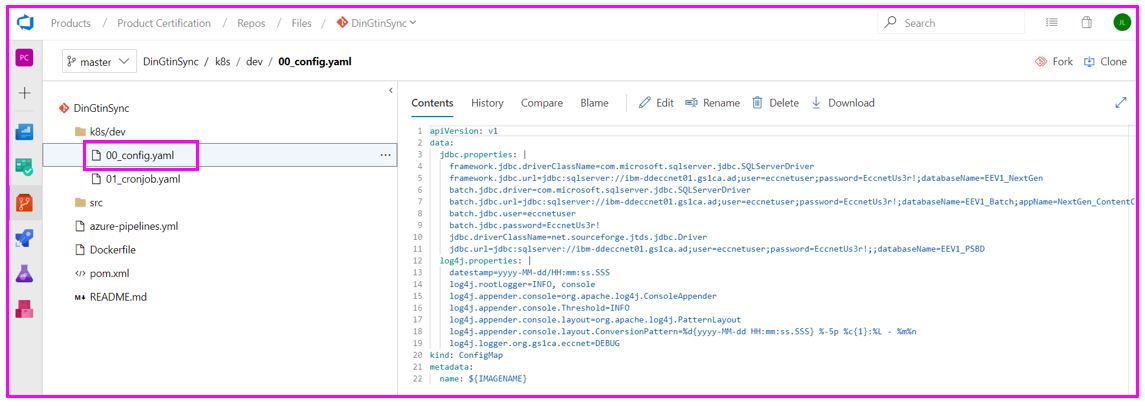 Products / Product Certification / Repos / Files / DinGtinSync
Search
JL
PC
master
DinGtinSync / k8s / dev / 00_config.yaml
Fork
Clone
DinGtinSync
k8s/dev
00_config.yaml
01_cronjob.yaml
src
azure-pipelines.yml
Dockerfile
pom.xml
README.md
Contents History Compare Blame Edit Rename Delete Download
1 apiVersion: v1
2 data:
3 jdbc.properties: |
4 framework.jdbc.driverClassName=com.microsoft.sqlserver.jdbc.SQLServerDriver
5 framework.jdbc.url=jdbc:sqlserver://ibm-ddeccnet01.gs1ca.ad;user=eccnetuser;password=EccnetUs3r!;databaseName=EEV1_NextGen
6 batch.jdbc.driver=com.microsoft.sqlserver.jdbc.SQLServerDriver
7 batch.jdbc.url=jdbc:sqlserver://ibm-ddeccnet01.gs1ca.ad;user=eccnetuser;password=EccnetUs3r!;databaseName=EEV1_Batch;appName=NextGen_ContentC
8 batch.jdbc.user=eccnetuser
9 batch.jdbc.password=EccnetUs3r!
10 jdbc.driverClassName=net.sourceforge.jtds.jdbc.Driver
11 jdbc.url=jdbc:sqlserver://ibm-ddeccnet01.gs1ca.ad;user=eccnetuser;password=EccnetUs3r!;;databaseName=EEV1_PSBD
12 log4j.properties: |
13 datestamp=yyyy-MM-dd/HH:mm:ss.SSS
14 log4j.rootLogger=INFO, console
15 log4j.appender.console=org.apache.log4j.ConsoleAppender
16 log4j.appender.console.Threshold=INFO
17 log4j.appender.console.layout=org.apache.log4j.PatternLayout
18 log4j.appender.console.layout.ConversionPattern=%d{yyyy-MM-dd HH:mm:ss.SSS} %-5p %c{1}:%L - %m%n
19 log4j.logger.org.gs1ca.eccnet=DEBUG
20 kind: ConfigMap
21 metadata:
22 name: ${IMAGENAME}